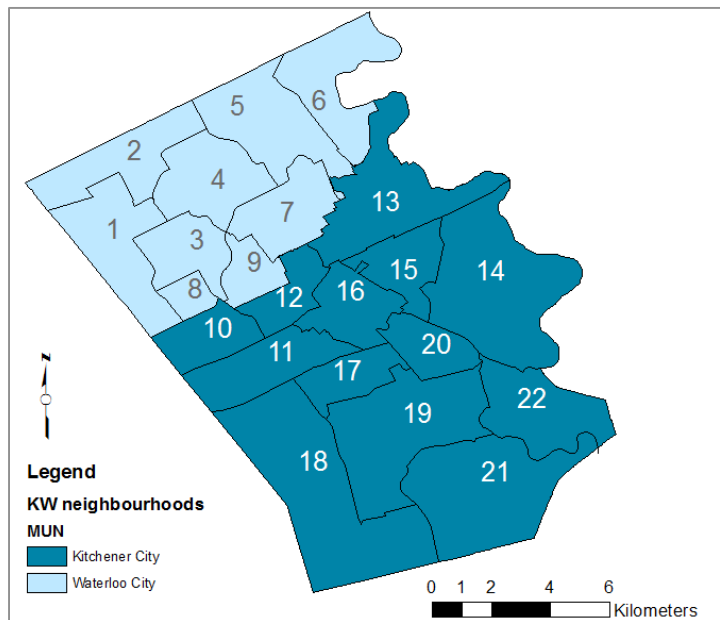 5
6
2
4
7
1
3
9
8
13
14
15
16
12
10
11
20
17
22
19
18
21
N
Legend
KW neighbourhoods
MUN
Kitchener City
Waterloo City
0 1 2 4 6
Kilometers